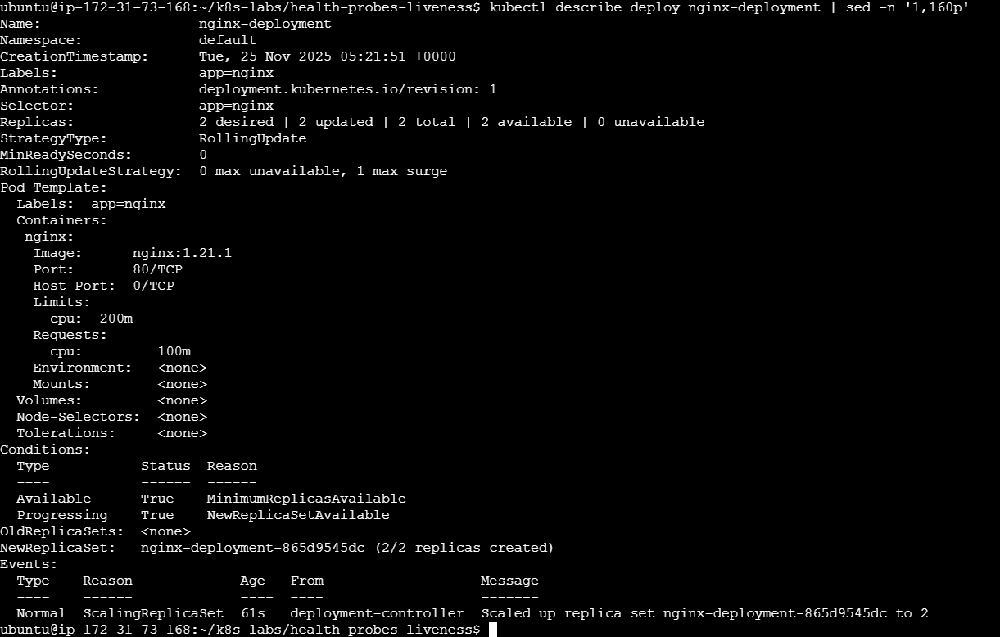 ubuntu@ip-172-31-73-168:~/k8s-labs/health-probes-liveness$ kubectl describe deploy nginx-deployment | sed -n '1,160p'
Name:                   nginx-deployment
Namespace:              default
CreationTimestamp:      Tue, 25 Nov 2025 05:21:51 +0000
Labels:                 app=nginx
Annotations:            deployment.kubernetes.io/revision: 1
Selector:               app=nginx
Replicas:               2 desired | 2 updated | 2 total | 2 available | 0 unavailable
StrategyType:           RollingUpdate
MinReadySeconds:        0
RollingUpdateStrategy:  0 max unavailable, 1 max surge
Pod Template:
  Labels:  app=nginx
  Containers:
   nginx:
    Image:      nginx:1.21.1
    Port:       80/TCP
    Host Port:  0/TCP
    Limits:
      cpu:  200m
    Requests:
      cpu:         100m
    Environment:   <none>
    Mounts:        <none>
  Volumes:         <none>
  Node-Selectors:  <none>
  Tolerations:     <none>
Conditions:
  Type           Status  Reason
  ----           ------  ------
  Available      True    MinimumReplicasAvailable
  Progressing    True    NewReplicaSetAvailable
OldReplicaSets:  <none>
NewReplicaSet:   nginx-deployment-865d9545dc (2/2 replicas created)
Events:
  Type    Reason             Age   From                   Message
  ----    ------             ----  ----                   -------
  Normal  ScalingReplicaSet  61s   deployment-controller  Scaled up replica set nginx-deployment-865d9545dc to 2
ubuntu@ip-172-31-73-168:~/k8s-labs/health-probes-liveness$